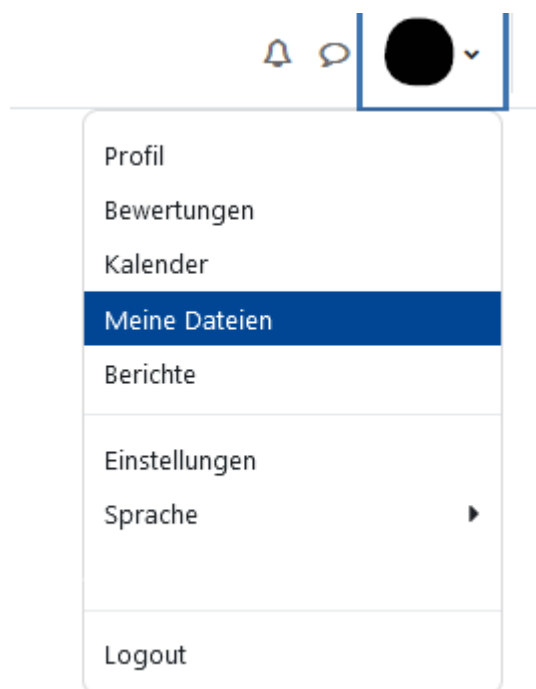 Profil
Bewertungen
Kalender
Meine Dateien
Berichte
Einstellungen
Sprache
Logout